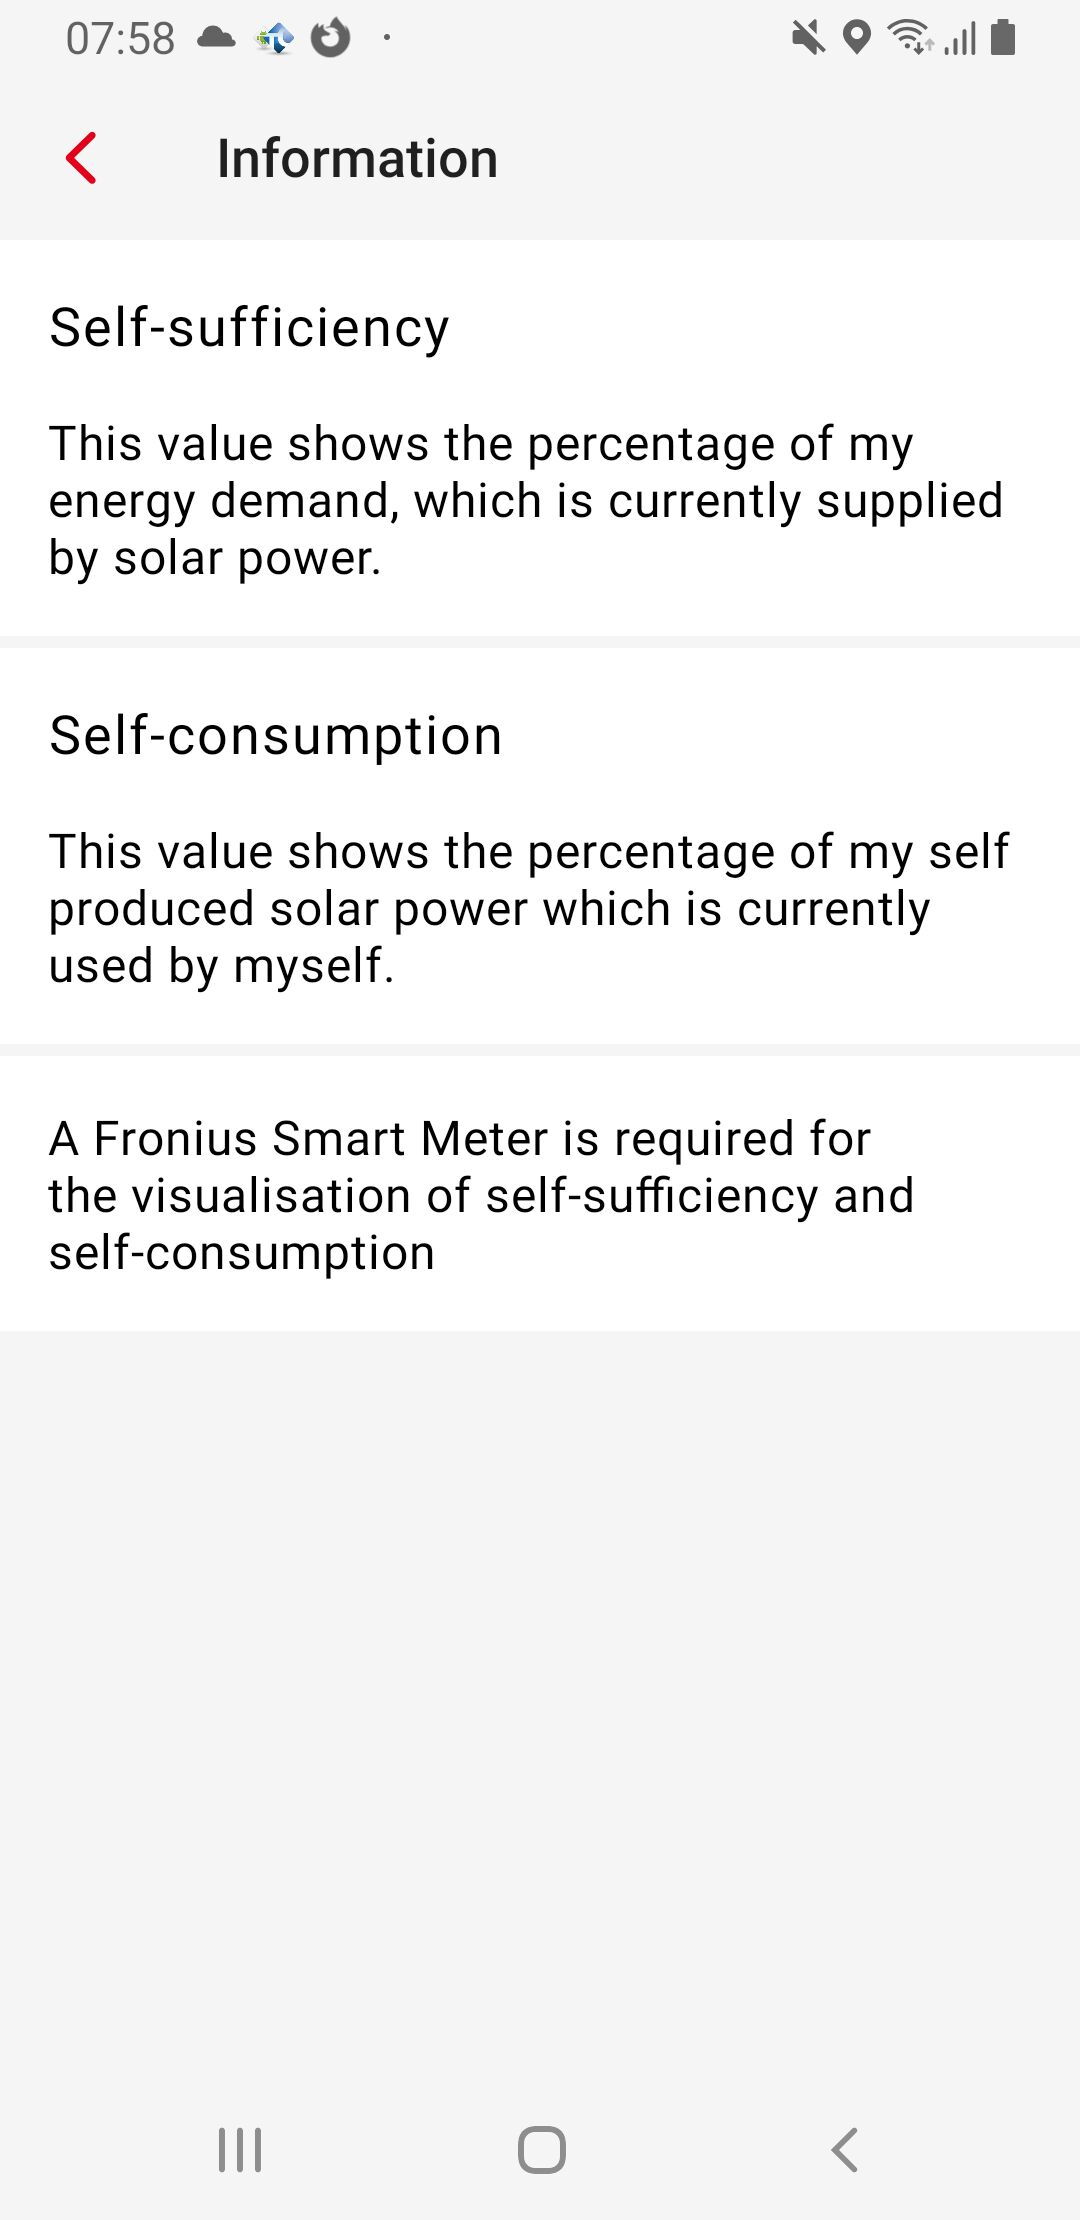 07:58
Information
Self-sufficiency
This value shows the percentage of my
energy demand, which is currently supplied
by solar power.
Self-consumption
This value shows the percentage of my self
produced solar power which is currently
used by myself.
A Fronius Smart Meter is required for
the visualisation of self-sufficiency and
self-consumption